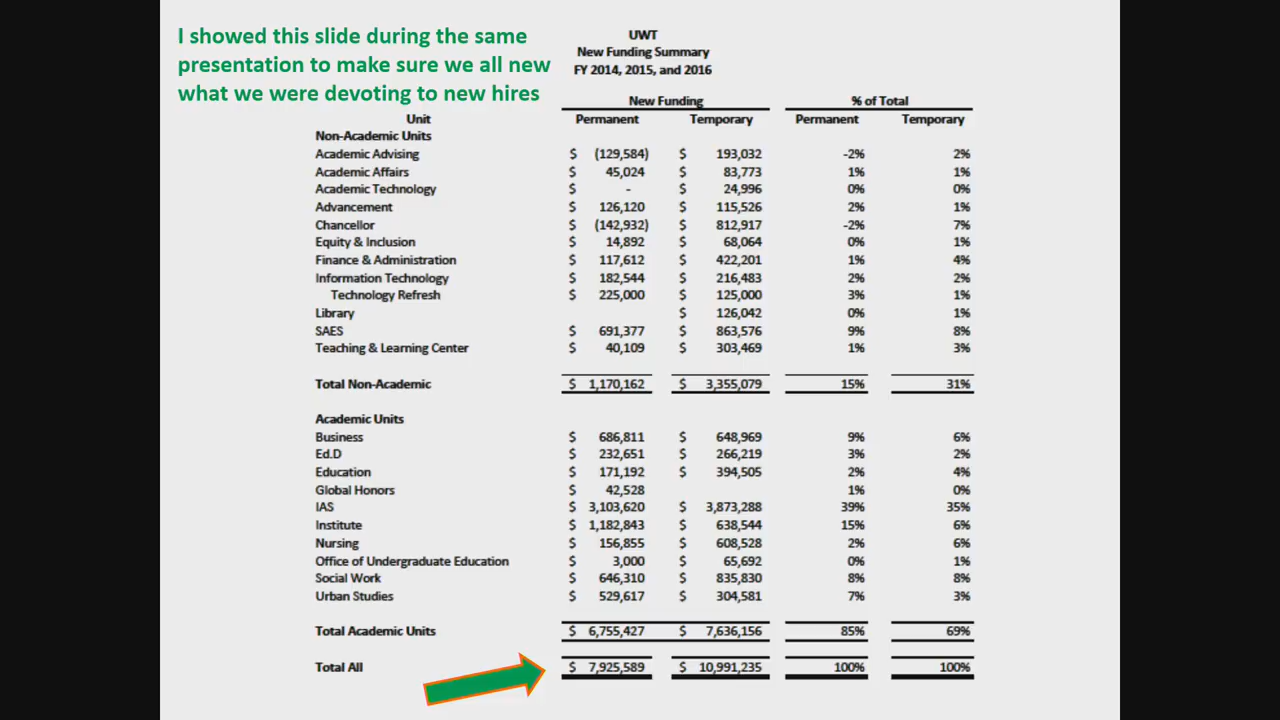 I showed this slide during the same
presentation to make sure we all new
what we were devoting to new hires
UWT
New Funding Summary
FY 2014, 2015, and 2016
New Funding % of Total
Unit Permanent Temporary Permanent Temporary
Non-Academic Units
Academic Advising $ (129,584) $ 193,032 -2% 2%
Academic Affairs $ 45,024 $ 83,773 1% 1%
Academic Technology $ - $ 24,996 0% 0%
Advancement $ 126,120 $ 115,526 2% 1%
Chancellor $ (142,932) $ 812,917 -2% 7%
Equity & Inclusion $ 14,892 $ 68,064 0% 1%
Finance & Administration $ 117,612 $ 422,201 1% 4%
Information Technology $ 182,544 $ 216,483 2% 2%
Technology Refresh $ 225,000 $ 125,000 3% 1%
Library $ 126,042 0% 1%
SAES $ 691,377 $ 863,576 9% 8%
Teaching & Learning Center $ 40,109 $ 303,469 1% 3%
Total Non-Academic $ 1,170,162 $ 3,355,079 15% 31%
Academic Units
Business $ 686,811 $ 648,969 9% 6%
Ed.D $ 232,651 $ 266,219 3% 2%
Education $ 171,192 $ 394,505 2% 4%
Global Honors $ 42,528 1% 0%
IAS $ 3,103,620 $ 3,873,288 39% 35%
Institute $ 1,182,843 $ 638,544 15% 6%
Nursing $ 156,855 $ 608,528 2% 6%
Office of Undergraduate Education $ 3,000 $ 65,692 0% 1%
Social Work $ 646,310 $ 835,830 8% 8%
Urban Studies $ 529,617 $ 304,581 7% 3%
Total Academic Units $ 6,755,427 $ 7,636,156 85% 69%
Total All $ 7,925,589 $ 10,991,235 100% 100%